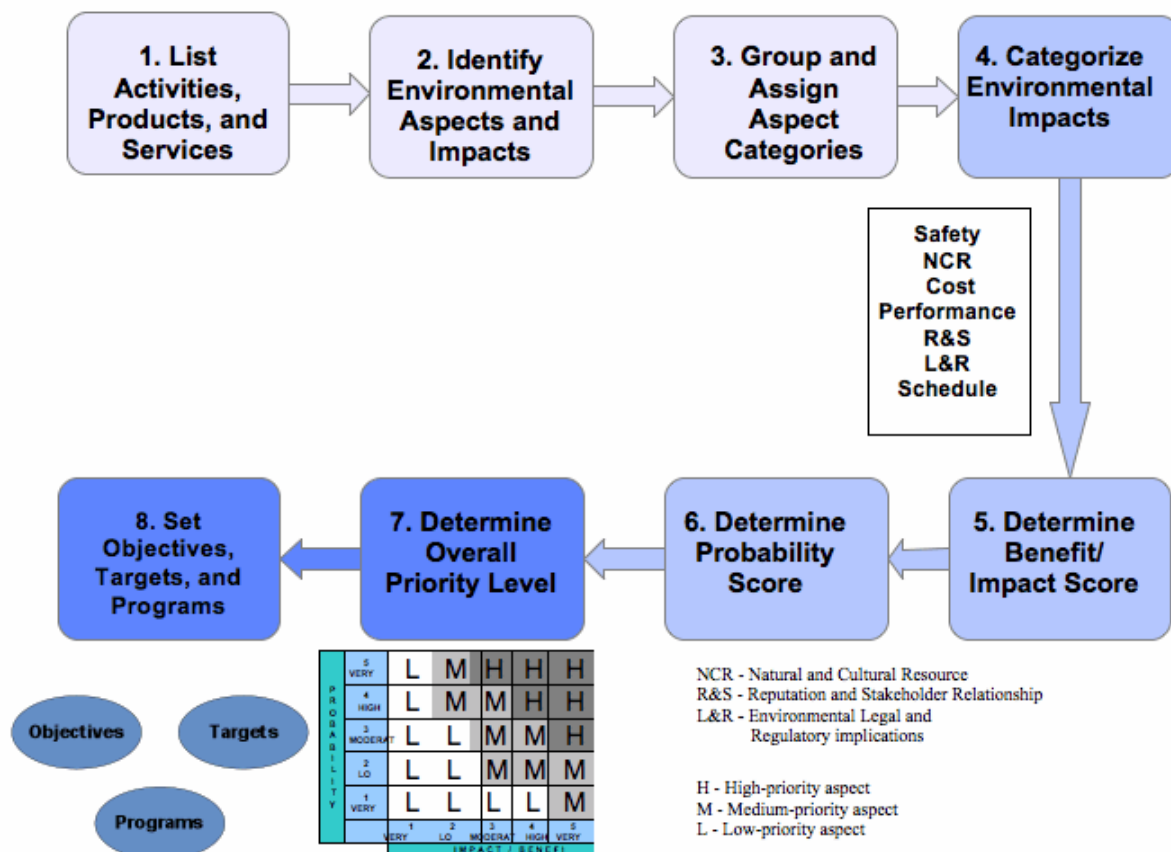 1. List
Activities,
Products, and
Services
2. Identify
Environmental
Aspects and
Impacts
3. Group and
Assign
Aspect
Categories
4. Categorize
Environmental
Impacts
Safety
NCR
Cost
Performance
R&S
L&R
Schedule
8. Set
Objectives,
Targets, and
Programs
7. Determine
Overall
Priority Level
6. Determine
Probability
Score
5. Determine
Benefit/
Impact Score
Objectives
Targets
Programs
PROBABILITY
5
VERY
L M H H H
4
HIGH
L M M H H
3
MODERAT
L L M M H
2
LO
L L M M M
1
VERY
L L L L M
1 2 3 4 5
VERY LO MODERAT HIGH VERY
IMPACT / BENEFI
NCR - Natural and Cultural Resource
R&S - Reputation and Stakeholder Relationship
L&R - Environmental Legal and
Regulatory implications
H - High-priority aspect
M - Medium-priority aspect
L - Low-priority aspect